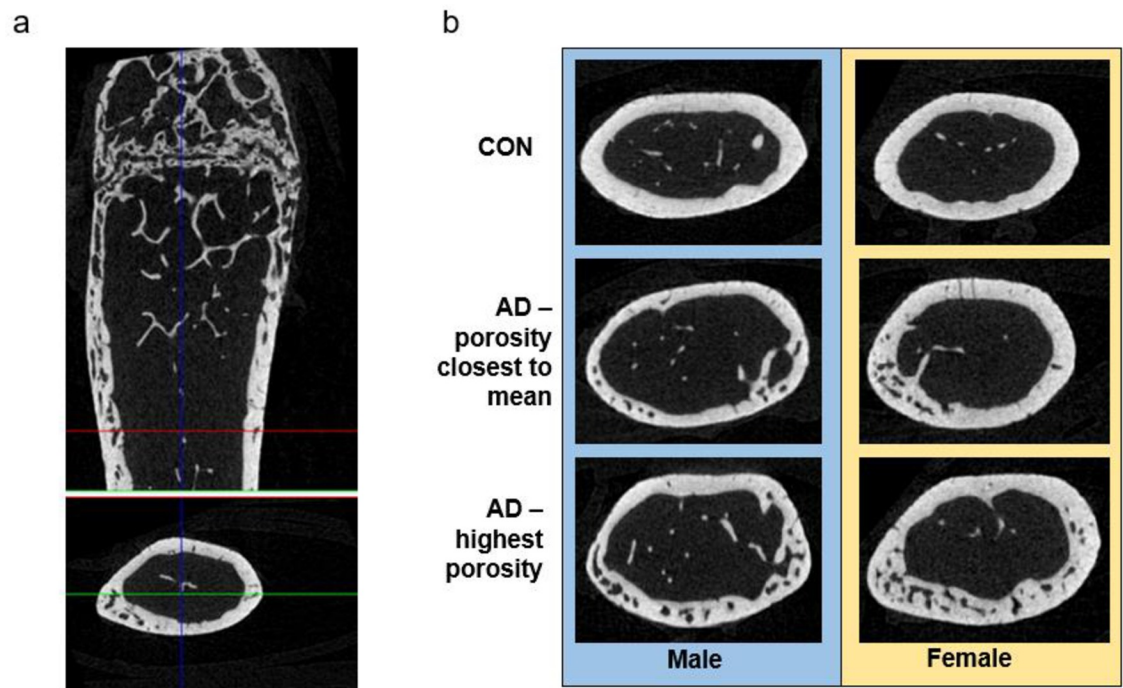 a
b
CON
AD –
porosity
closest to
mean
AD –
highest
porosity
Male
Female